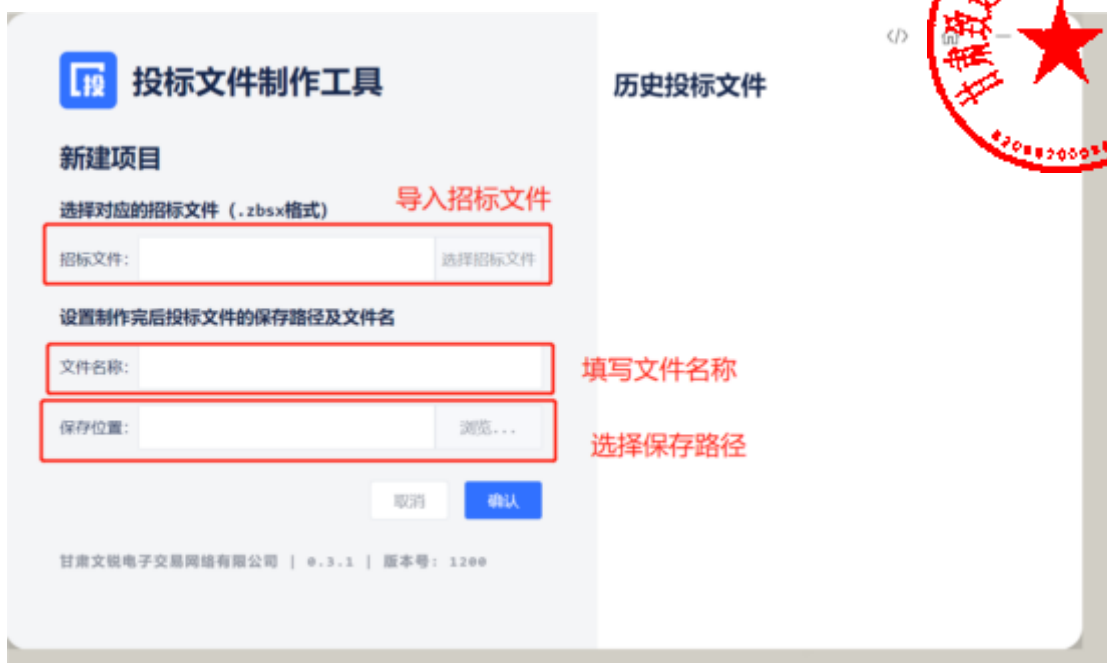 投标文件制作工具
历史投标文件
</>
新建项目
选择对应的招标文件（.zbsx格式）
导入招标文件
招标文件：
选择招标文件
设置制作完后投标文件的保存路径及文件名
文件名称：
填写文件名称
保存位置：
浏览...
选择保存路径
取消
确认
甘肃文锐电子交易网络有限公司 | 0.3.1 | 版本号：1200
甘肃致